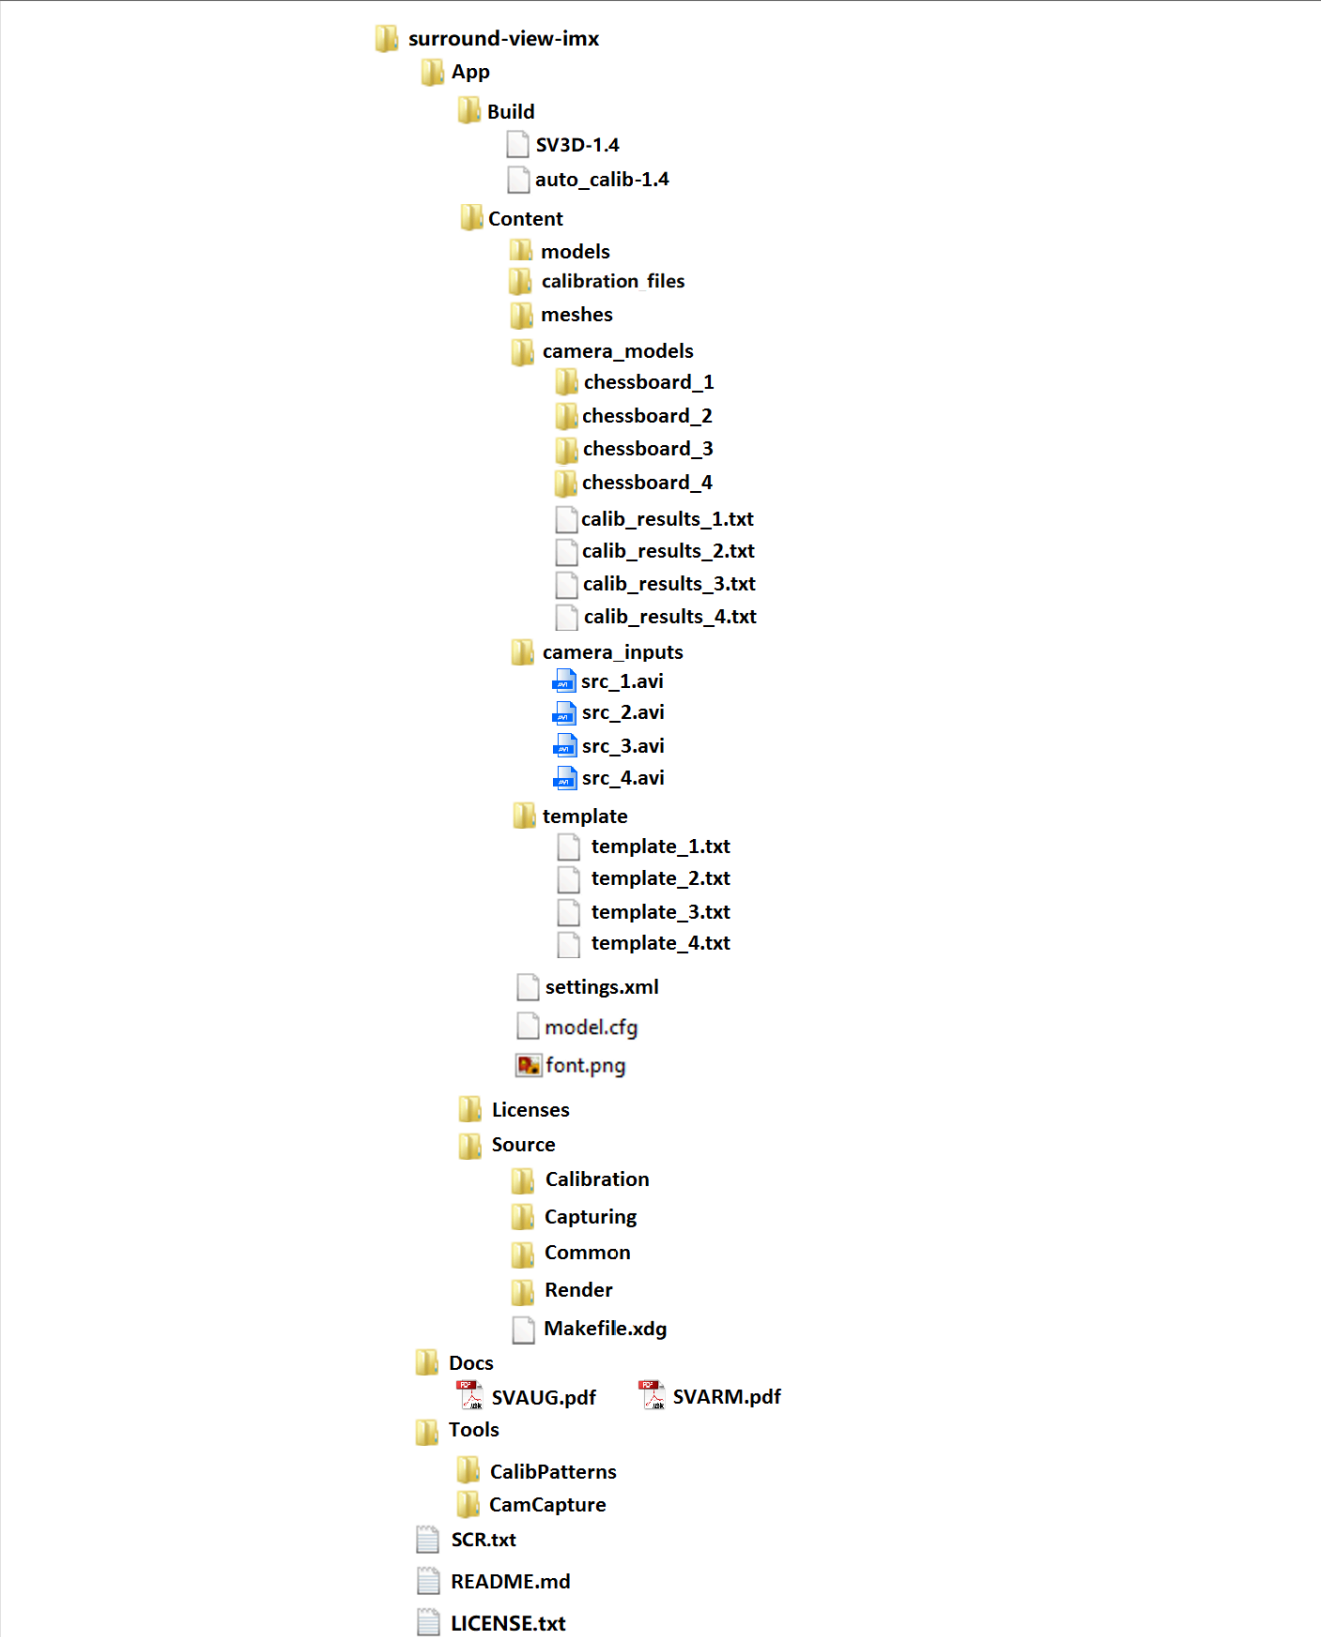 surround-view-imx
App
Build
SV3D-1.4
auto_calib-1.4
Content
models
calibration_files
meshes
camera_models
chessboard_1
chessboard_2
chessboard_3
chessboard_4
calib_results_1.txt
calib_results_2.txt
calib_results_3.txt
calib_results_4.txt
camera_inputs
src_1.avi
src_2.avi
src_3.avi
src_4.avi
template
template_1.txt
template_2.txt
template_3.txt
template_4.txt
settings.xml
model.cfg
font.png
Licenses
Source
Calibration
Capturing
Common
Render
Makefile.xdg
Docs
SVAUG.pdf SVARM.pdf
Tools
CalibPatterns
CamCapture
SCR.txt
README.md
LICENSE.txt